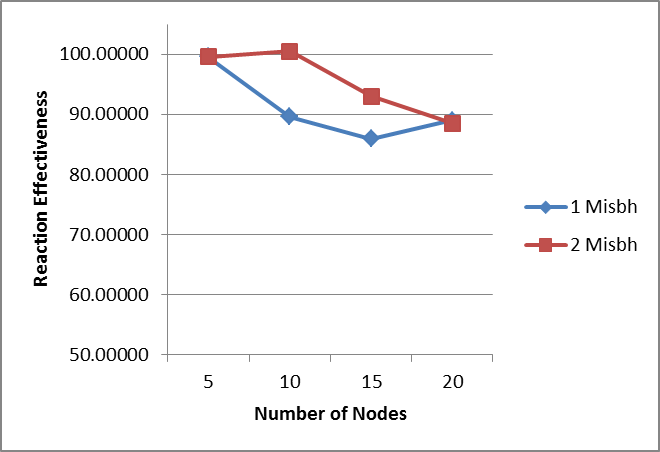 100.00000
90.00000
80.00000
70.00000
60.00000
50.00000
Reaction Effectiveness
5 10 15 20
Number of Nodes
1 Misbh
2 Misbh